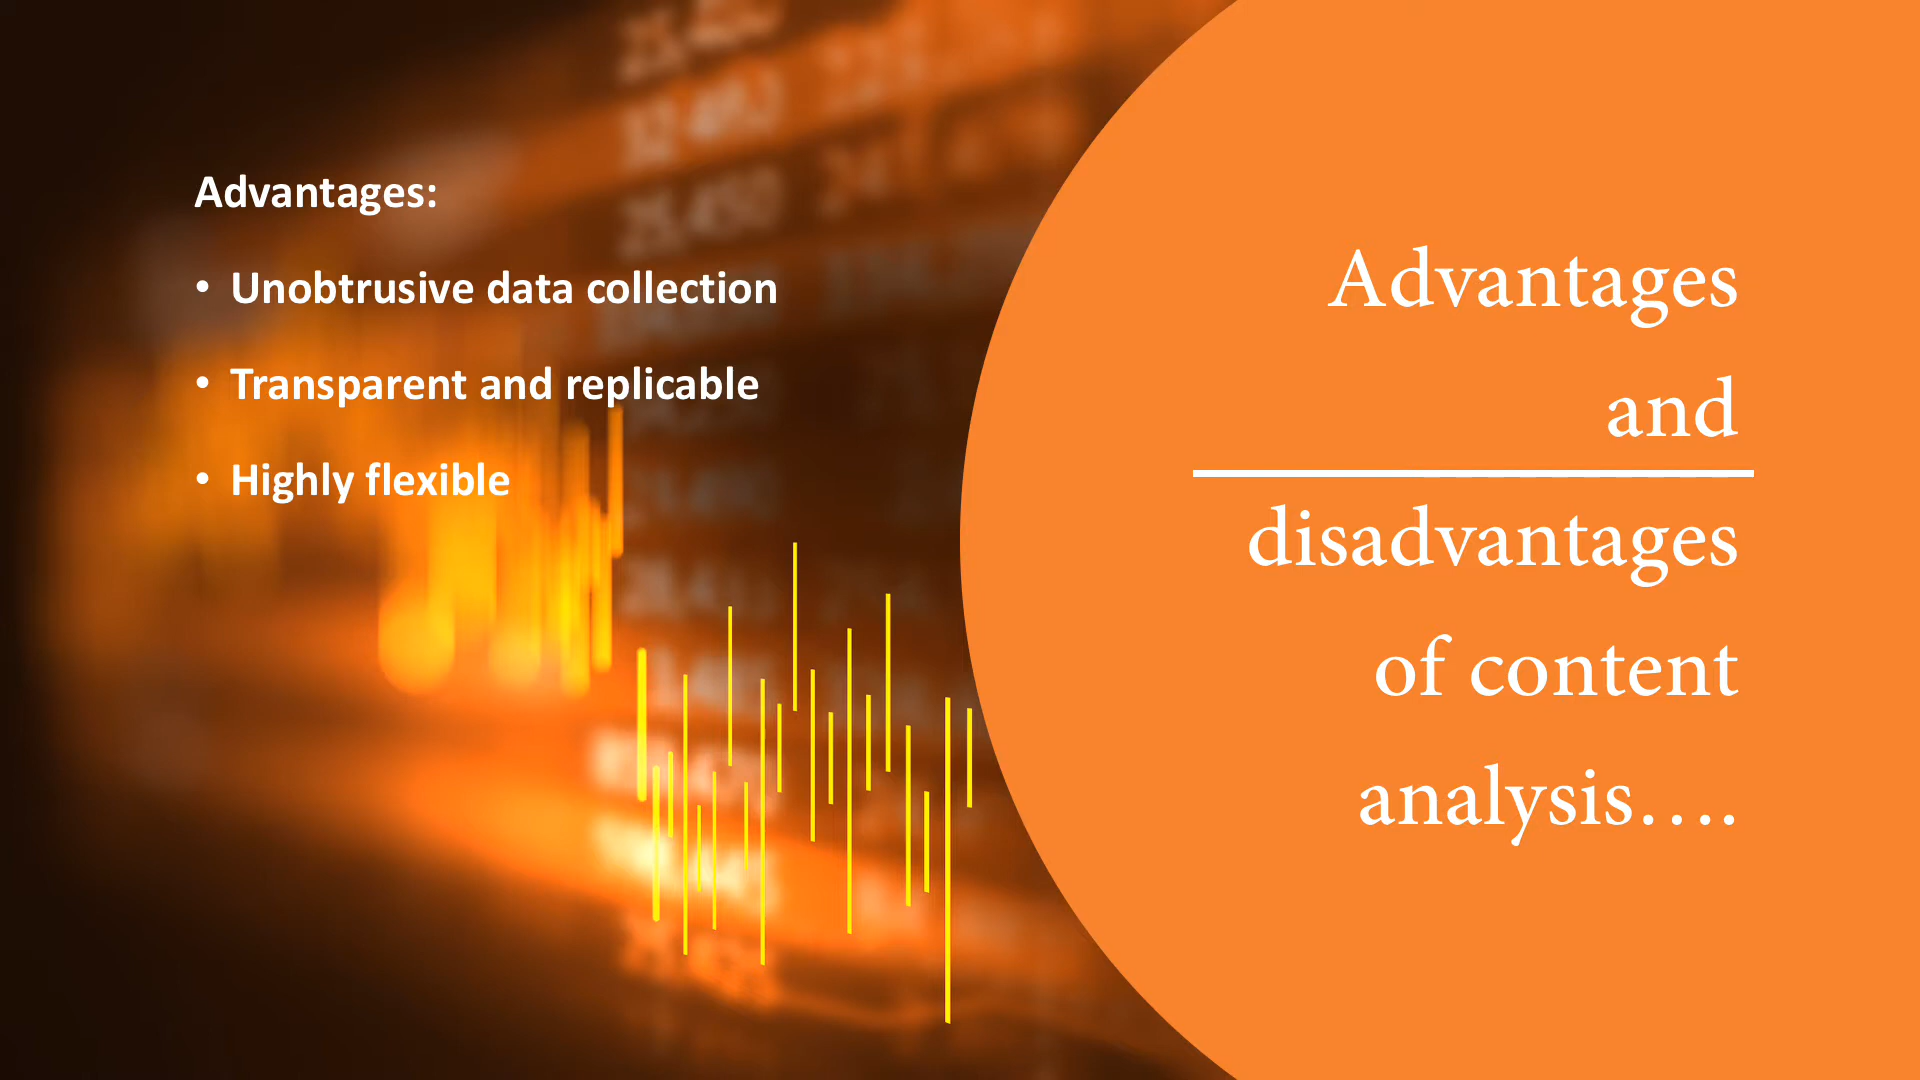 Advantages:
• Unobtrusive data collection
• Transparent and replicable
• Highly flexible
Advantages
and
disadvantages
of content
analysis….